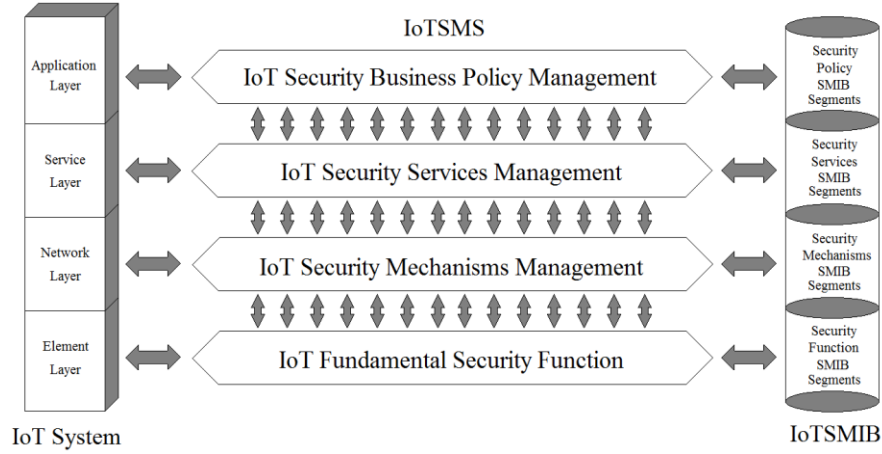 IoTSMS
Application
Layer
IoT Security Business Policy Management
Security
Policy
SMIB
Segments
Service
Layer
IoT Security Services Management
Security
Services
SMIB
Segments
Network
Layer
IoT Security Mechanisms Management
Security
Mechanisms
SMIB
Segments
Element
Layer
IoT Fundamental Security Function
Security
Function
SMIB
Segments
IoT System
IoTSMIB